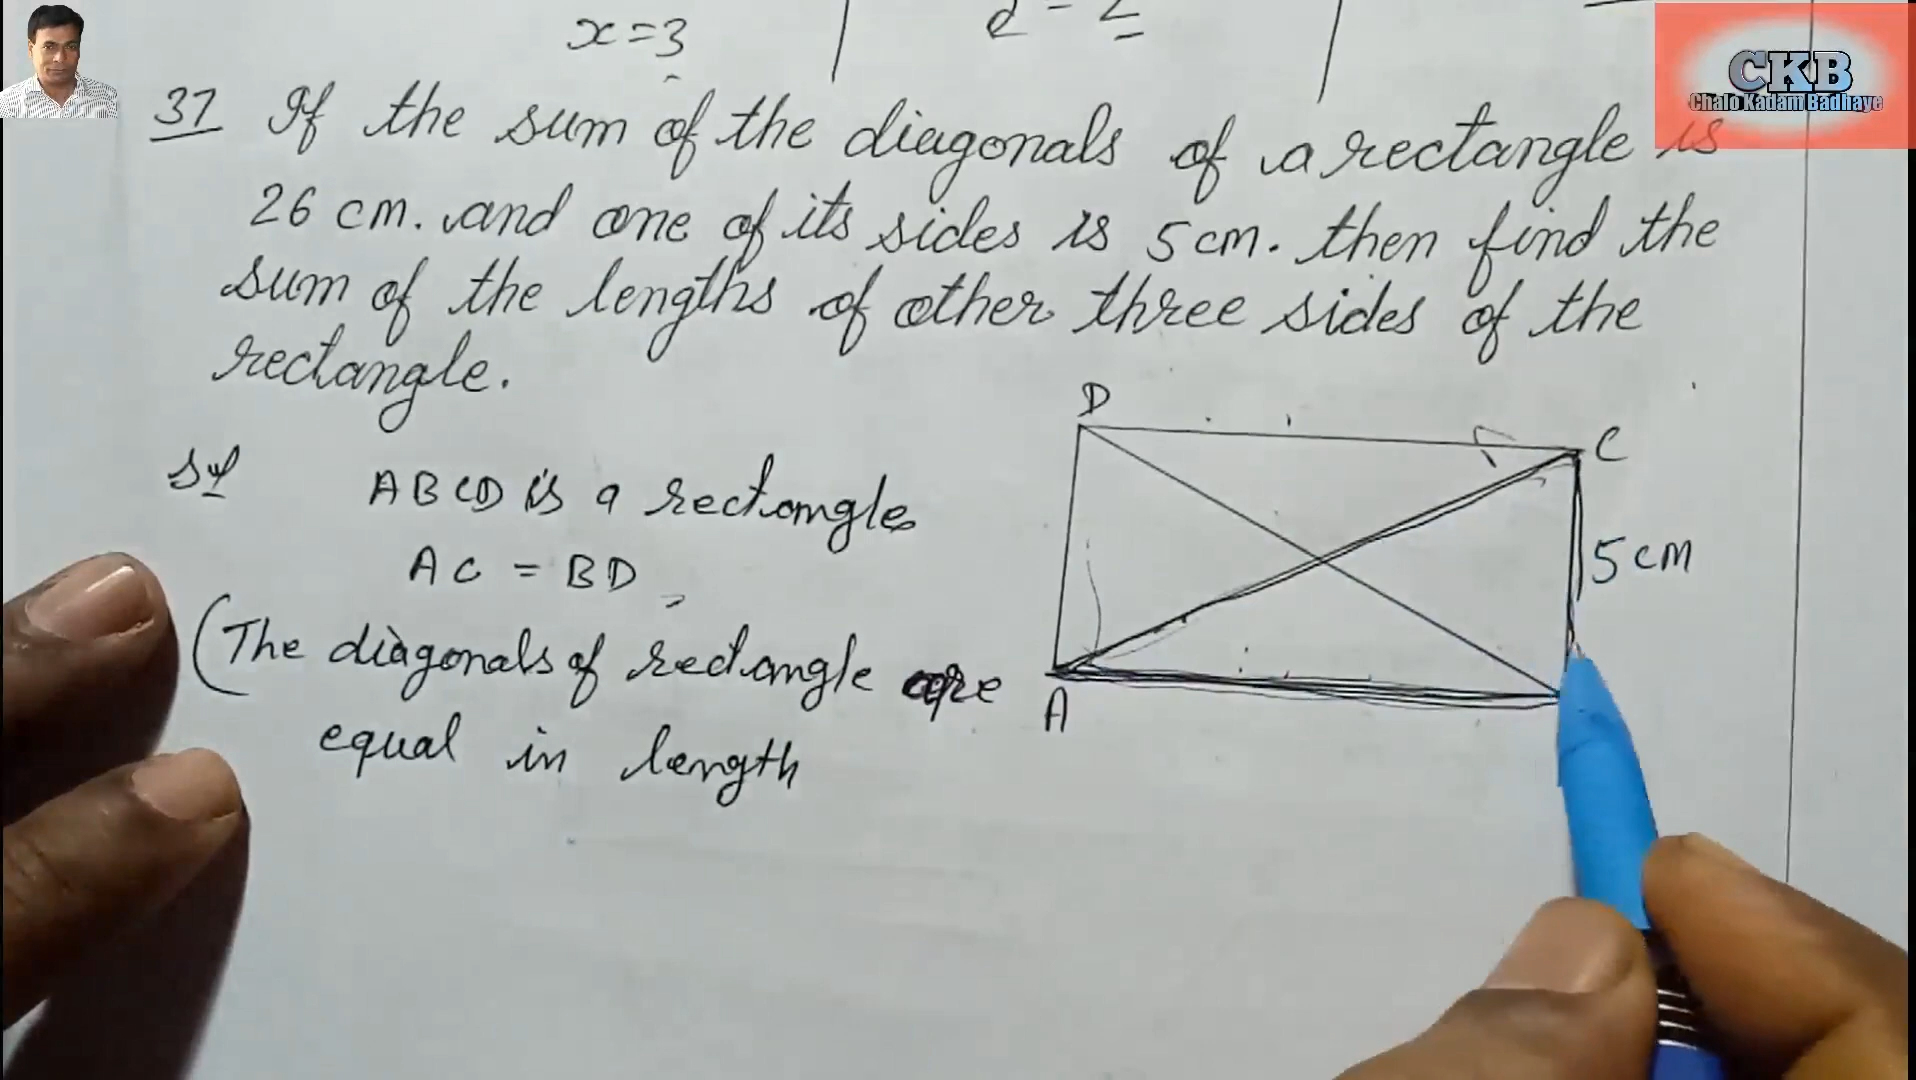 x=3
37 If the sum of the diagonals of a rectangle is
26 cm. and one of its sides is 5 cm. then find the
sum of the lengths of other three sides of the
rectangle.
Sol ABCD is a rectangle
AC = BD
(The diagonals of rectangle are
equal in length
D
C
5 cm
A
CKB
Chalo Kadam Badhaye